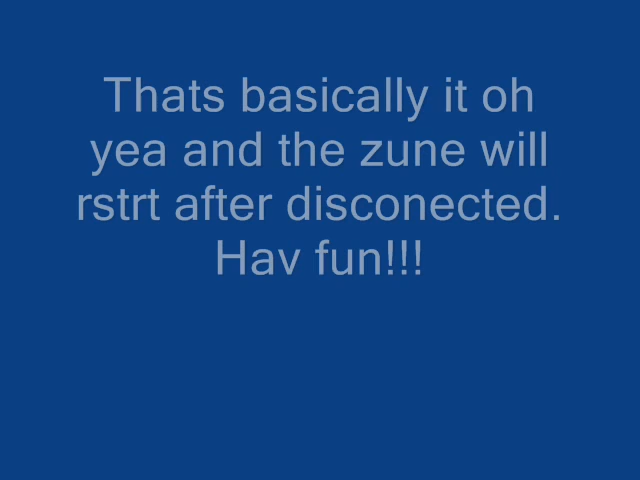 Thats basically it oh
yea and the zune will
rstrt after disconected.
Hav fun!!!